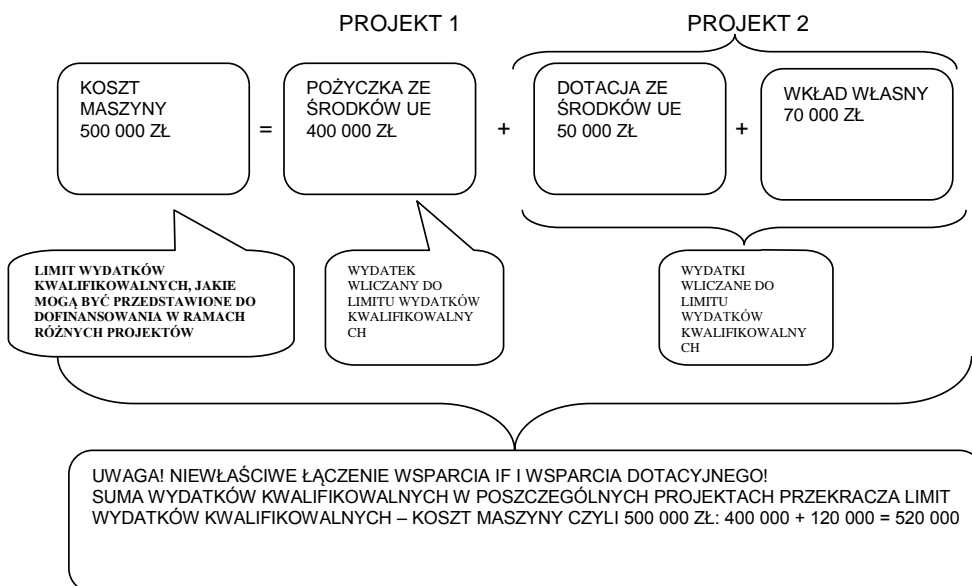 PROJEKT 1
PROJEKT 2
KOSZT
MASZYNY
500 000 ZŁ
=
POŻYCZKA ZE
ŚRODKÓW UE
400 000 ZŁ
+
DOTACJA ZE
ŚRODKÓW UE
50 000 ZŁ
+
WKŁAD WŁASNY
70 000 ZŁ
LIMIT WYDATKÓW
KWALIFIKOWALNYCH, JAKIE
MOGĄ BYĆ PRZEDSTAWIONE DO
DOFINANSOWANIA W RAMACH
RÓŻNYCH PROJEKTÓW
WYDATEK
WLICZANY DO
LIMITU WYDATKÓW
KWALIFIKOWALNY
CH
WYDATKI
WLICZANE DO
LIMITU
WYDATKÓW
KWALIFIKOWALNY
CH
UWAGA! NIEWŁAŚCIWE ŁĄCZENIE WSPARCIA IF I WSPARCIA DOTACYJNEGO!
SUMA WYDATKÓW KWALIFIKOWALNYCH W POSZCZEGÓLNYCH PROJEKTACH PRZEKRACZA LIMIT
WYDATKÓW KWALIFIKOWALNYCH – KOSZT MASZYNY CZYLI 500 000 ZŁ: 400 000 + 120 000 = 520 000